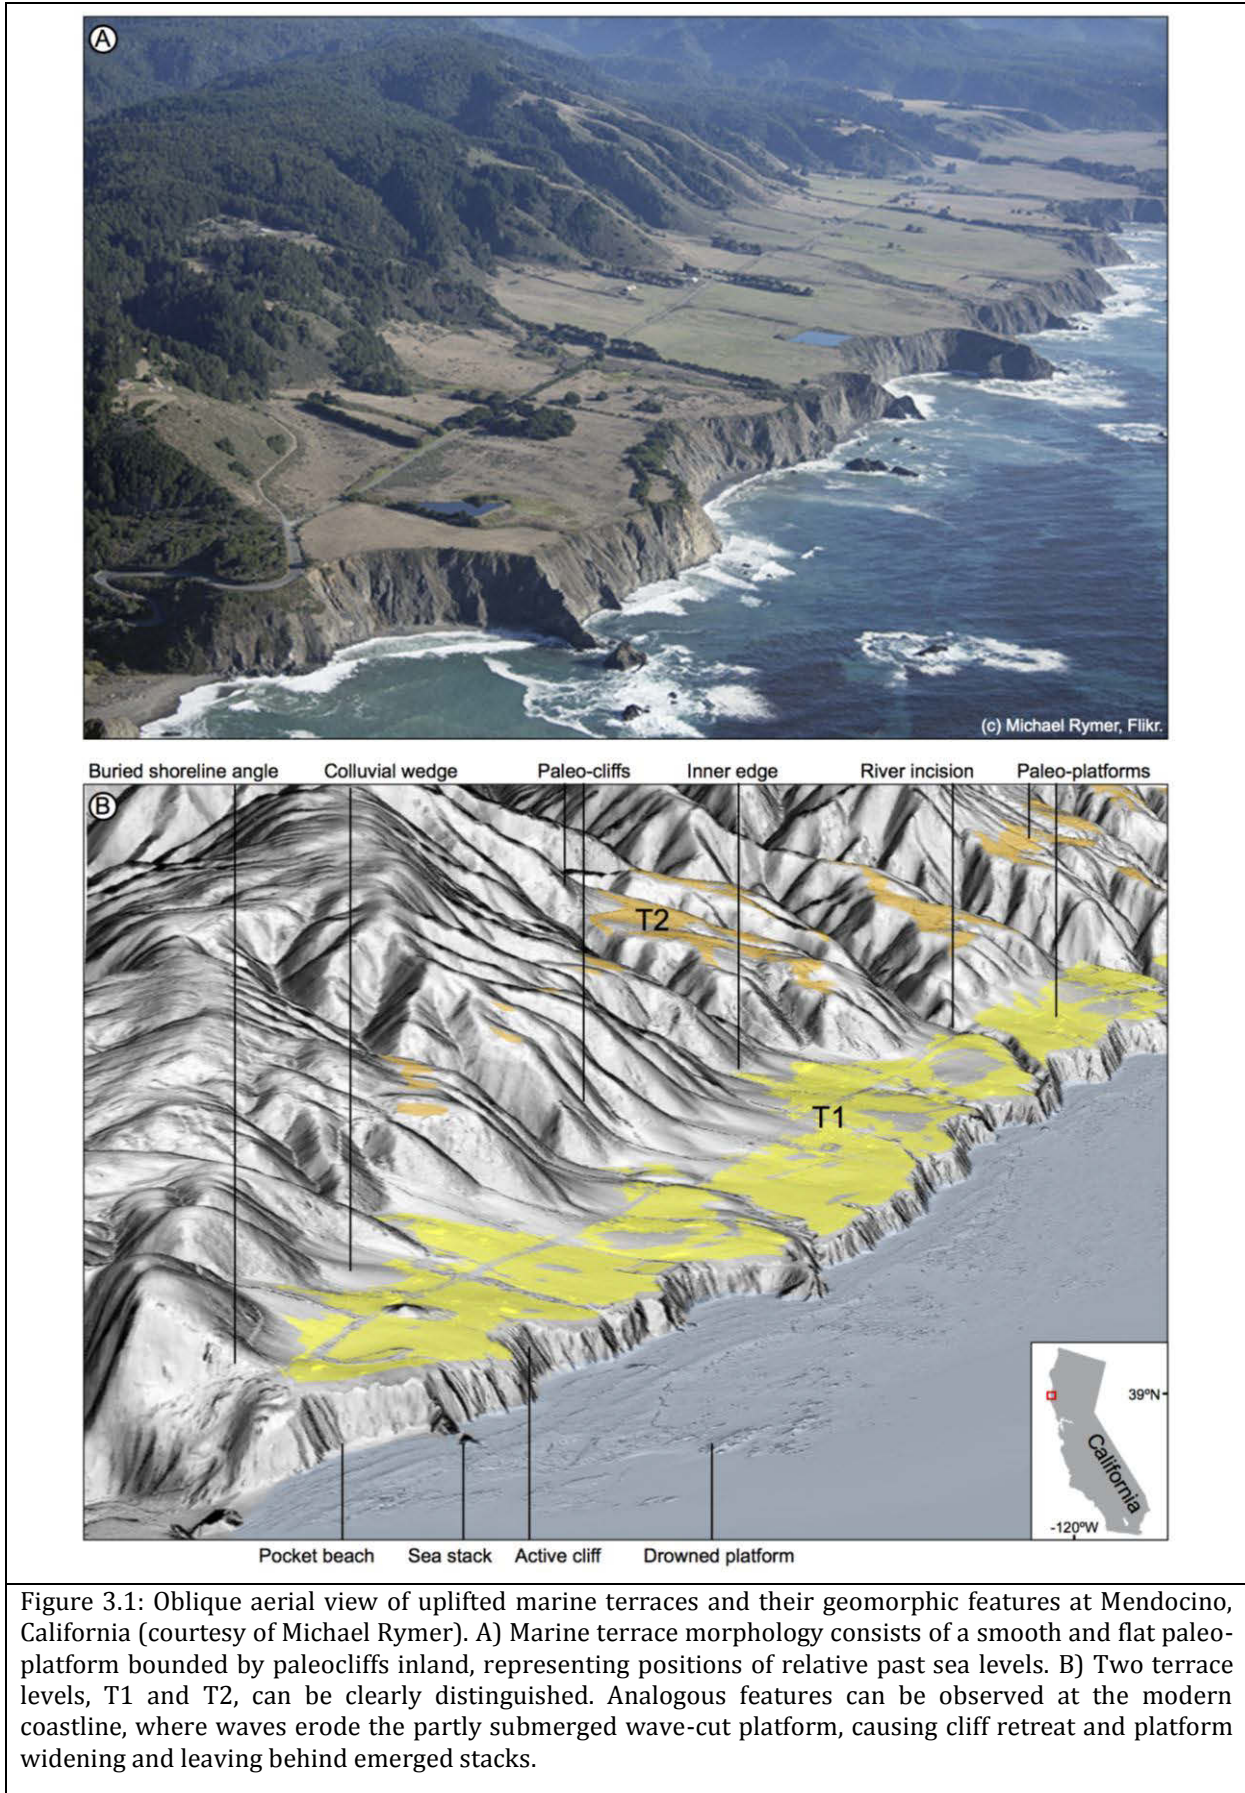 A
(c) Michael Rymer, Flikr.
Buried shoreline angle Colluvial wedge Paleo-cliffs Inner edge River incision Paleo-platforms
B
T2
T1
39ºN
California
-120ºW
Pocket beach Sea stack Active cliff Drowned platform
Figure 3.1: Oblique aerial view of uplifted marine terraces and their geomorphic features at Mendocino,
California (courtesy of Michael Rymer). A) Marine terrace morphology consists of a smooth and flat paleo-
platform bounded by paleocliffs inland, representing positions of relative past sea levels. B) Two terrace
levels, T1 and T2, can be clearly distinguished. Analogous features can be observed at the modern
coastline, where waves erode the partly submerged wave-cut platform, causing cliff retreat and platform
widening and leaving behind emerged stacks.